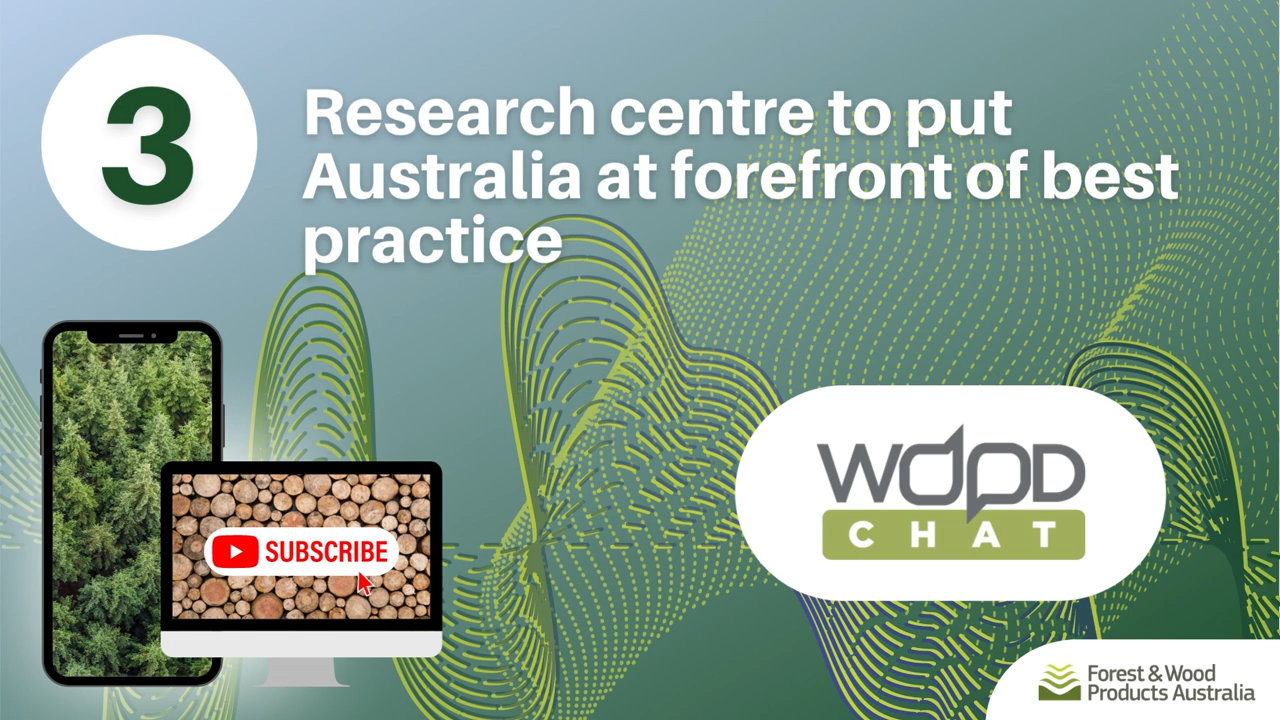 3
Research centre to put
Australia at forefront of best
practice
SUBSCRIBE
WOOD
CHAT
Forest & Wood
Products Australia